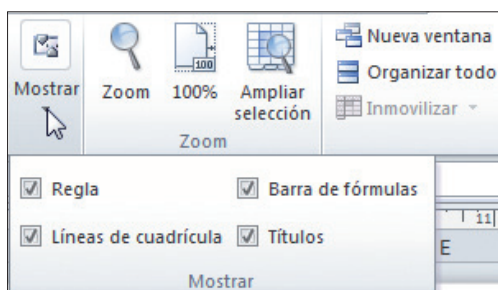 Mostrar
Zoom
100%
Ampliar
selección
Zoom
100
Nueva ventana
Organizar todo
Inmovilizar
Regla
Barra de fórmulas
Líneas de cuadrícula
Títulos
Mostrar
11
E